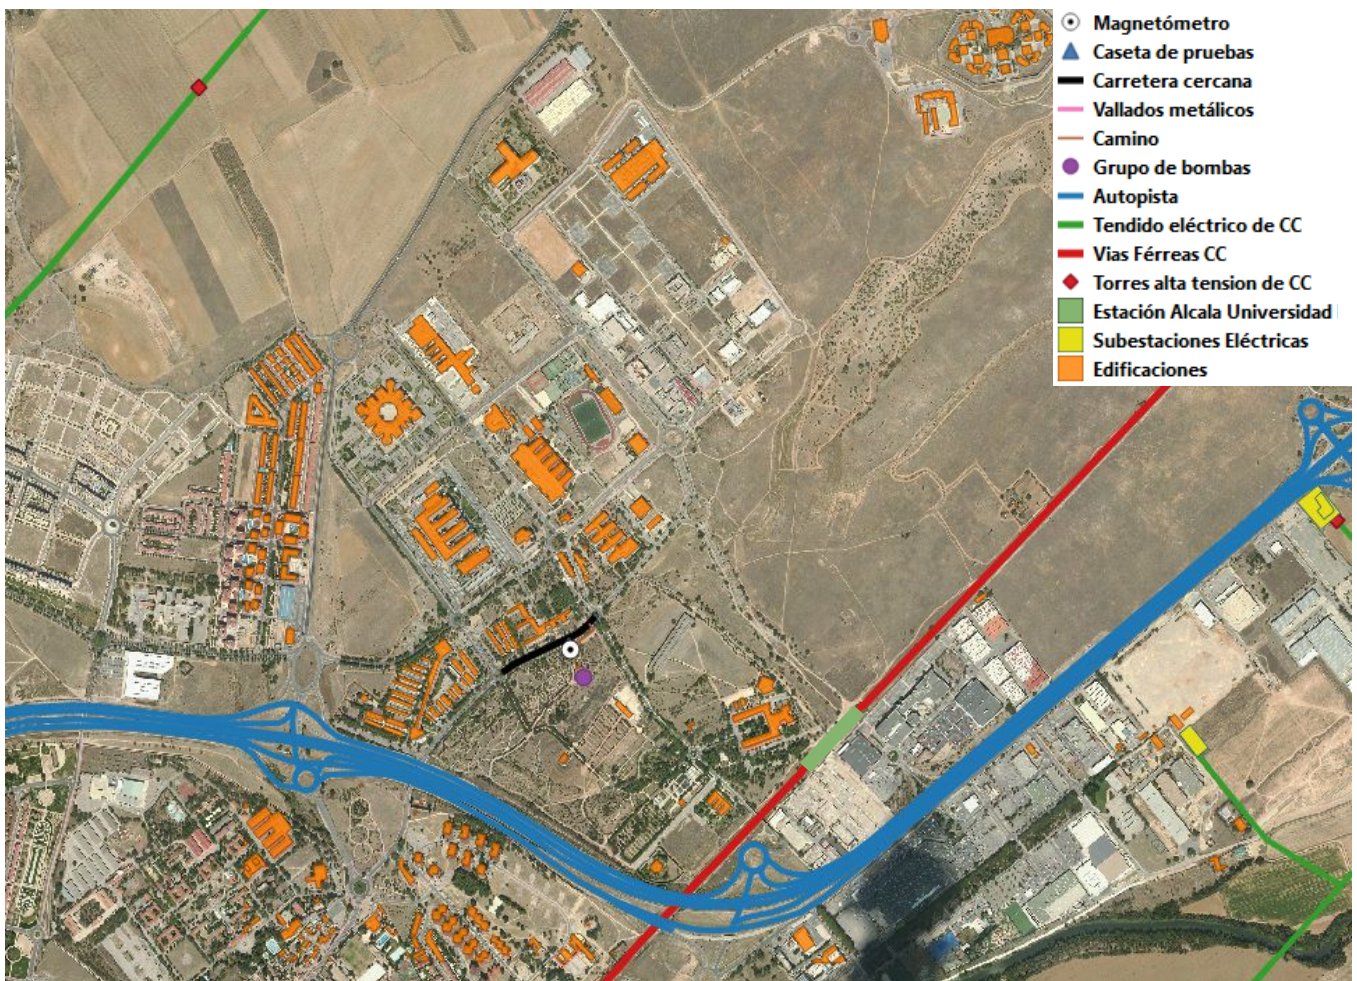 Magnetómetro
Caseta de pruebas
Carretera cercana
Vallados metálicos
Camino
Grupo de bombas
Autopista
Tendido eléctrico de CC
Vias Férreas CC
Torres alta tension de CC
Estación Alcala Universidad
Subestaciones Eléctricas
Edificaciones